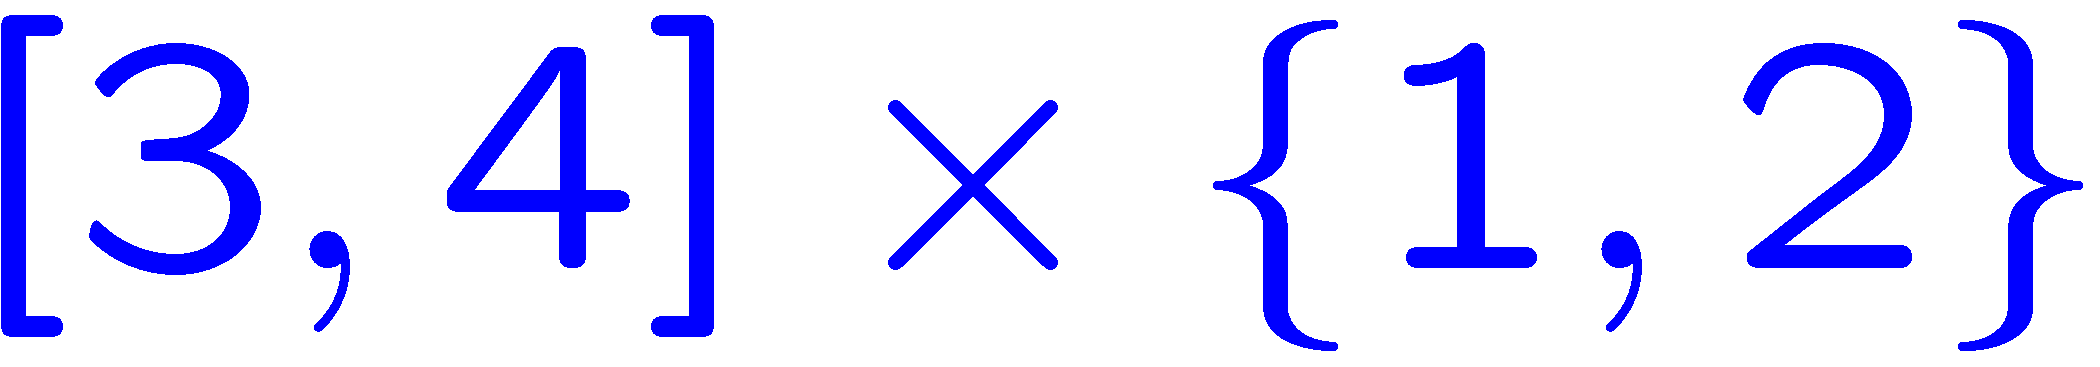 [3, 4] × {1, 2}